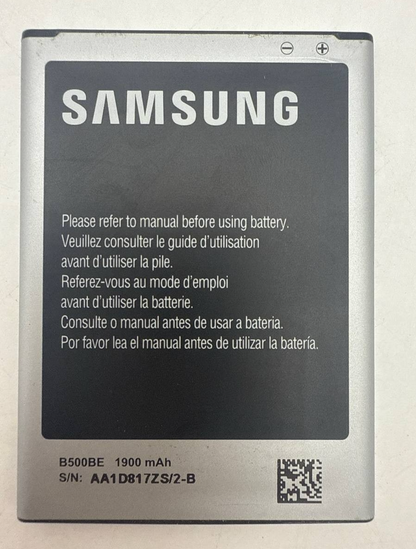 ⊖ ⊕
SAMSUNG
Please refer to manual before using battery.
Veuillez consulter le guide d'utilisation
avant d'utiliser la pile.
Referez-vous au mode d'emploi
avant d'utiliser la batterie.
Consulte o manual antes de usar a bateria.
Por favor lea el manual antes de utilizar la batería.
B500BE 1900 mAh
S/N: AA1D817ZS/2-B